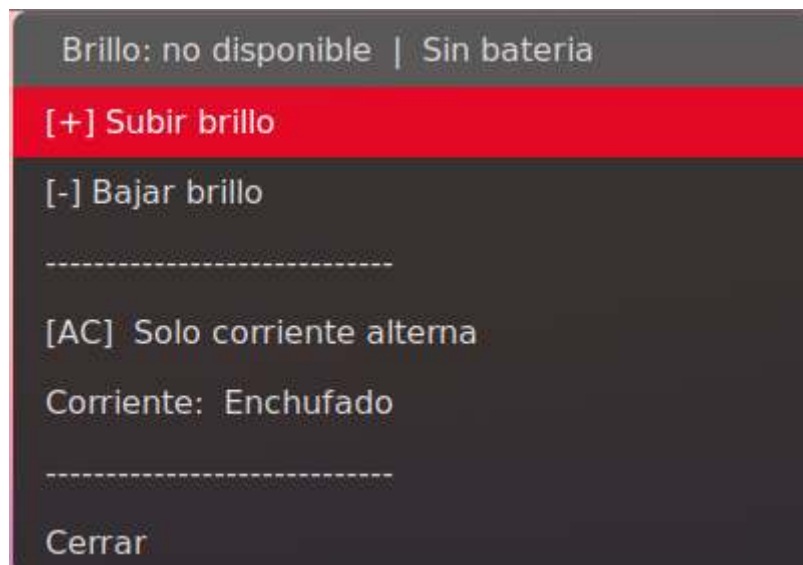 Brillo: no disponible | Sin bateria
[+] Subir brillo
[-] Bajar brillo
-----------------------------
[AC]  Solo corriente alterna
Corriente:  Enchufado
-----------------------------
Cerrar